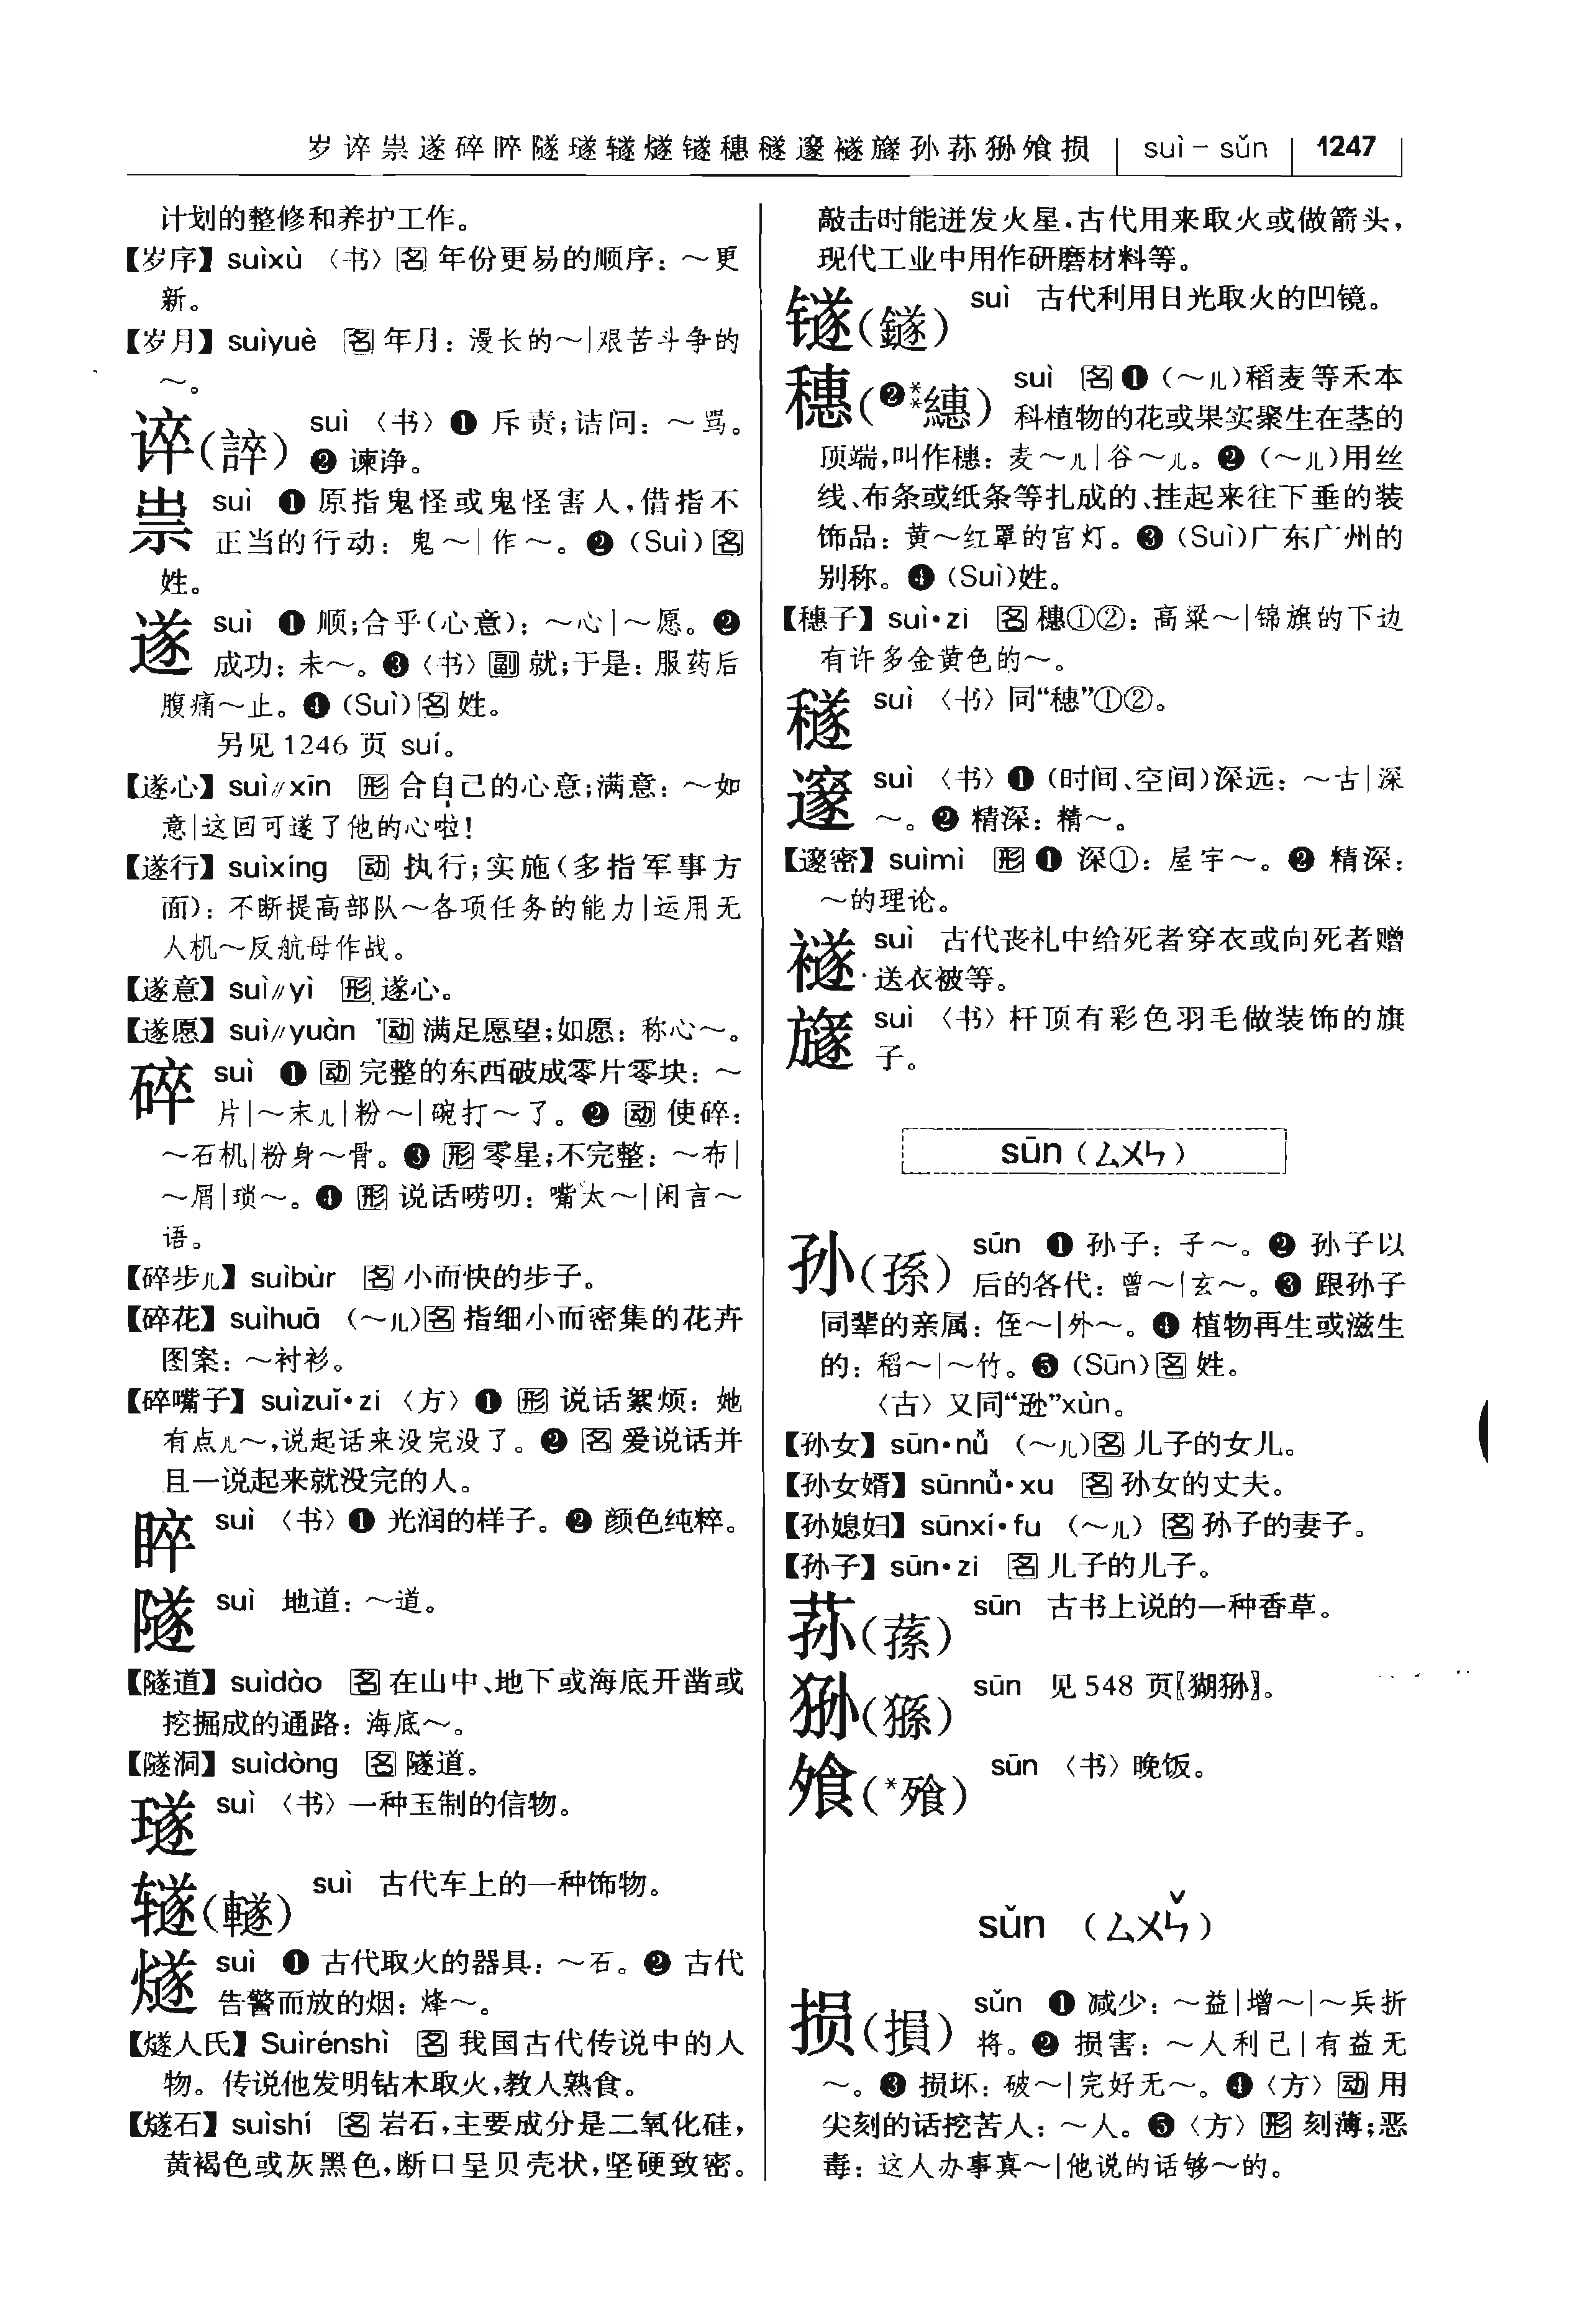 岁谇祟遂碎睟隧璲𬭼燧镪穗穟邃襚旞孙荪狲飧损 suì－sǔn 1247
计划的整修和养护工作。
【岁序】suìxù 〈书〉名 年份更易的顺序：～更
新。
【岁月】suìyuè 名 年月：漫长的～|艰苦斗争的
～。
谇(誶) suì 〈书〉❶ 斥责；诘问：～骂。
❷ 谏诤。
祟 suì ❶ 原指鬼怪或鬼怪害人，借指不
正当的行动：鬼～|作～。❷（Suì）名
姓。
遂 suì ❶ 顺；合乎（心意）：～心|～愿。❷
成功：未～。❸〈书〉副 就；于是：服药后
腹痛～止。❹（Suì）名 姓。
另见 1246 页 suí。
【遂心】suì∥xīn 形 合自己的心意；满意：～如
意|这回可遂了他的心啦！
【遂行】suìxíng 动 执行；实施（多指军事方
面）：不断提高部队～各项任务的能力|运用无
人机～反航母作战。
【遂意】suì∥yì 形 遂心。
【遂愿】suì∥yuàn 动 满足愿望；如愿：称心～。
碎 suì ❶ 动 完整的东西破成零片零块：～
片|～末儿|粉～|碗打～了。❷ 动 使碎：
～石机|粉身～骨。❸ 形 零星；不完整：～布|
～屑|琐～。❹ 形 说话唠叨：嘴太～|闲言～
语。
【碎步儿】suìbùr 名 小而快的步子。
【碎花】suìhuā （～儿）名 指细小而密集的花卉
图案：～衬衫。
【碎嘴子】suìzuǐ·zi 〈方〉❶ 形 说话絮烦：她
有点儿～，说起话来没完没了。❷ 名 爱说话并
且一说起来就没完的人。
睟 suì 〈书〉❶ 光润的样子。❷ 颜色纯粹。
隧 suì 地道：～道。
【隧道】suìdào 名 在山中、地下或海底开凿或
挖掘成的通路：海底～。
【隧洞】suìdòng 名 隧道。
璲 suì 〈书〉一种玉制的信物。
(轊) suì 古代车上的一种饰物。
燧 suì ❶ 古代取火的器具：～石。❷ 古代
告警而放的烟：烽～。
【燧人氏】Suìrénshì 名 我国古代传说中的人
物。传说他发明钻木取火，教人熟食。
【燧石】suìshí 名 岩石，主要成分是二氧化硅，
黄褐色或灰黑色，断口呈贝壳状，坚硬致密。
敲击时能迸发火星，古代用来取火或做箭头，
现代工业中用作研磨材料等。
𨱖(鐩) suì 古代利用日光取火的凹镜。
穗(❷**繐) suì 名 ❶（～儿）稻麦等禾本
科植物的花或果实聚生在茎的
顶端，叫作穗：麦～儿|谷～儿。❷（～儿）用丝
线、布条或纸条等扎成的、挂起来往下垂的装
饰品：黄～红罩的宫灯。❸（Suì）广东广州的
别称。❹（Suì）姓。
【穗子】suì·zi 名 穗①②：高粱～|锦旗的下边
有许多金黄色的～。
穟 suì 〈书〉同“穗”①②。
邃 suì 〈书〉❶（时间、空间）深远：～古|深
～。❷ 精深：精～。
【邃密】suìmì 形 ❶ 深①：屋宇～。❷ 精深：
～的理论。
襚 suì 古代丧礼中给死者穿衣或向死者赠
送衣被等。
旞 suì 〈书〉杆顶有彩色羽毛做装饰的旗
子。
sūn（ㄙㄨㄣ）
孙(孫) sūn ❶ 孙子：子～。❷ 孙子以
后的各代：曾～|玄～。❸ 跟孙子
同辈的亲属：侄～|外～。❹ 植物再生或滋生
的：稻～|～竹。❺（Sūn）名 姓。
〈古〉又同“逊”xùn。
【孙女】sūn·nǚ （～儿）名 儿子的女儿。
【孙女婿】sūnnǚ·xu 名 孙女的丈夫。
【孙媳妇】sūnxí·fu （～儿）名 孙子的妻子。
【孙子】sūn·zi 名 儿子的儿子。
荪(蓀) sūn 古书上说的一种香草。
狲(猻) sūn 见 548 页〖猢狲〗。
飧(*飱) sūn 〈书〉晚饭。
sǔn （ㄙㄨㄣˇ）
损(損) sǔn ❶ 减少：～益|增～|～兵折
将。❷ 损害：～人利己|有益无
～。❸ 损坏：破～|完好无～。❹〈方〉动 用
尖刻的话挖苦人：～人。❺〈方〉形 刻薄；恶
毒：这人办事真～|他说的话够～的。